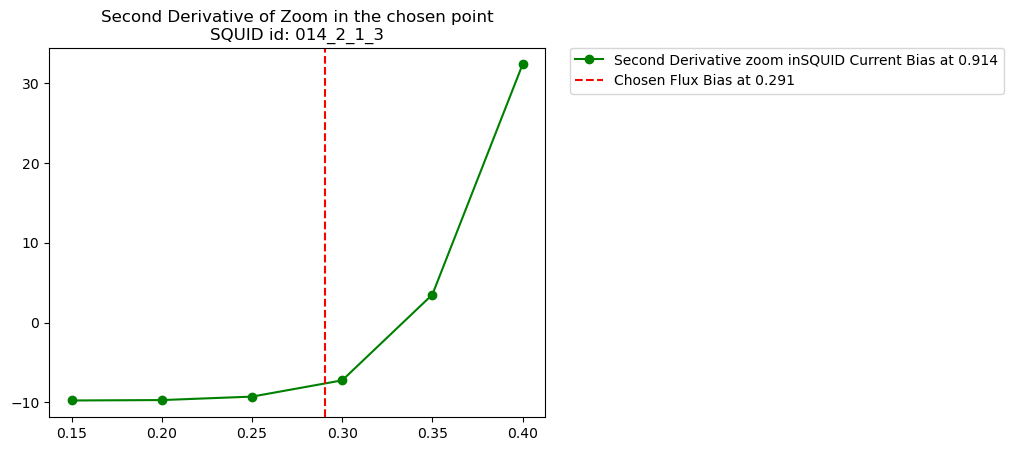 Second Derivative of Zoom in the chosen point
SQUID id: 014_2_1_3
Second Derivative zoom inSQUID Current Bias at 0.914
Chosen Flux Bias at 0.291
30
20
10
0
−10
0.15 0.20 0.25 0.30 0.35 0.40